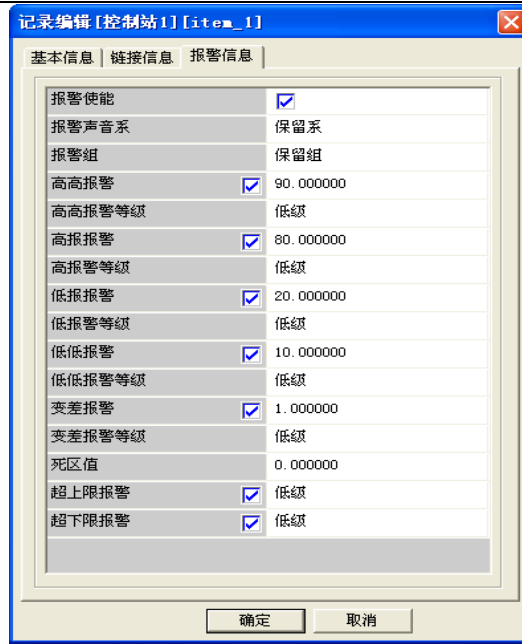 记录编辑[控制站1][item_1]
基本信息 链接信息 报警信息
报警使能
报警声音系 保留系
报警组 保留组
高高报警 90.000000
高高报警等级 低级
高报报警 80.000000
高报警等级 低级
低报报警 20.000000
低报警等级 低级
低低报警 10.000000
低低报警等级 低级
变差报警 1.000000
变差报警等级 低级
死区值 0.000000
超上限报警 低级
超下限报警 低级
确定 取消